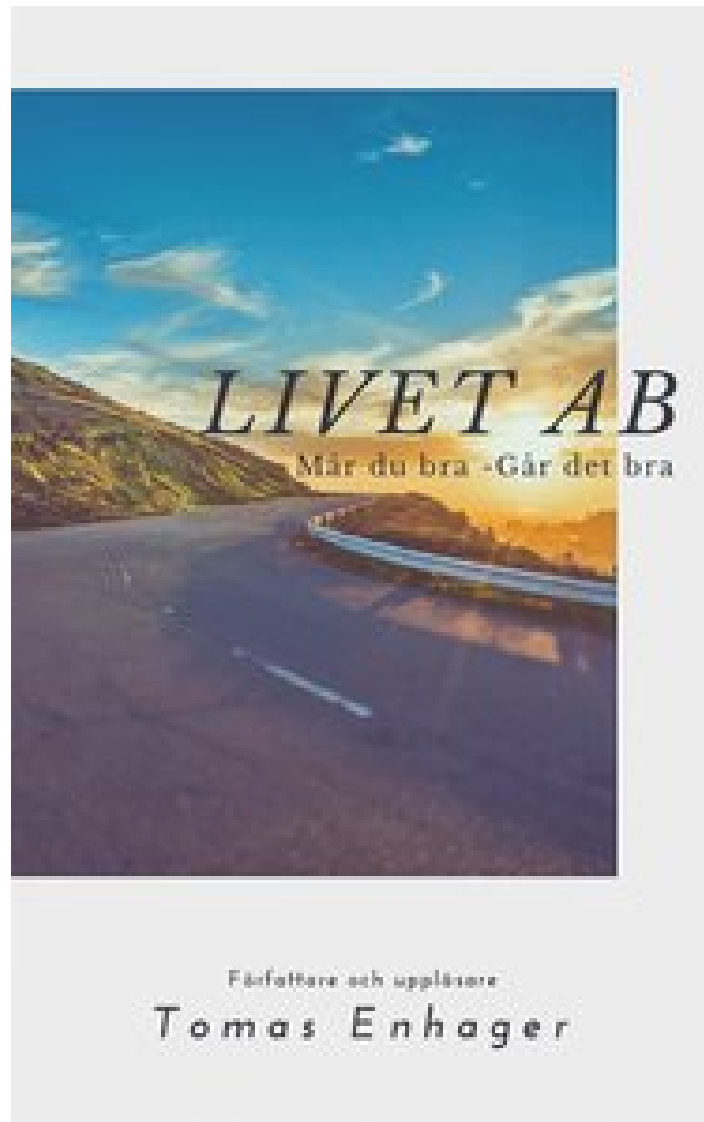 LIVET AB
Mår du bra -Går det bra
Författare och uppläsare
Tomas Enhager